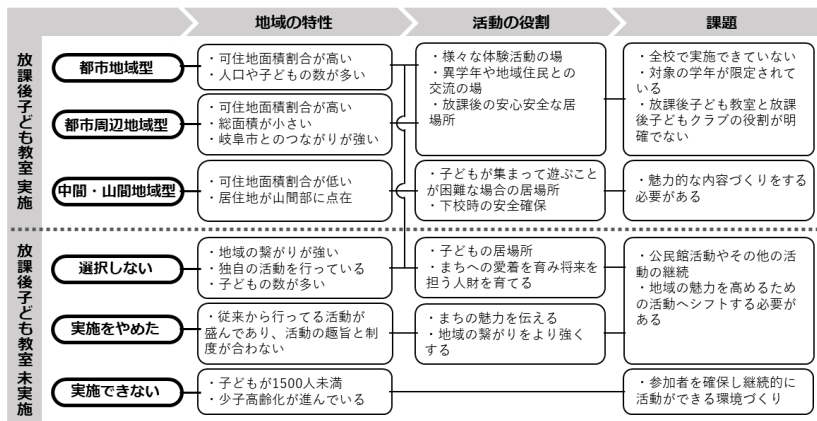 地域の特性
活動の役割
課題
放課後子ども教室 実施
都市地域型
・可住地面積割合が高い
・人口や子どもの数が多い
・様々な体験活動の場
・異学年や地域住民との
交流の場
・放課後の安心安全な居
場所
・全校で実施できていない
・対象の学年が限定されて
いる
・放課後子ども教室と放課
後子どもクラブの役割が明
確でない
都市周辺地域型
・可住地面積割合が高い
・総面積が小さい
・岐阜市とのつながりが強い
中間・山間地域型
・可住地面積割合が低い
・居住地が山間部に点在
・子どもが集まって遊ぶこと
が困難な場合の居場所
・下校時の安全確保
・魅力的な内容づくりをする
必要がある
放課後子ども教室 未実施
選択しない
・地域の繋がりが強い
・独自の活動を行っている
・子どもの数が多い
・子どもの居場所
・まちへの愛着を育み将来を
担う人財を育てる
・公民館活動やその他の活動
の継続
・地域の魅力を高めるため
の活動へシフトする必要が
ある
実施をやめた
・従来から行ってる活動が
盛んであり、活動の趣旨と制
度が合わない
・まちの魅力を伝える
・地域の繋がりをより強く
する
実施できない
・子どもが1500人未満
・少子高齢化が進んでいる
・参加者を確保し継続的に
活動ができる環境づくり